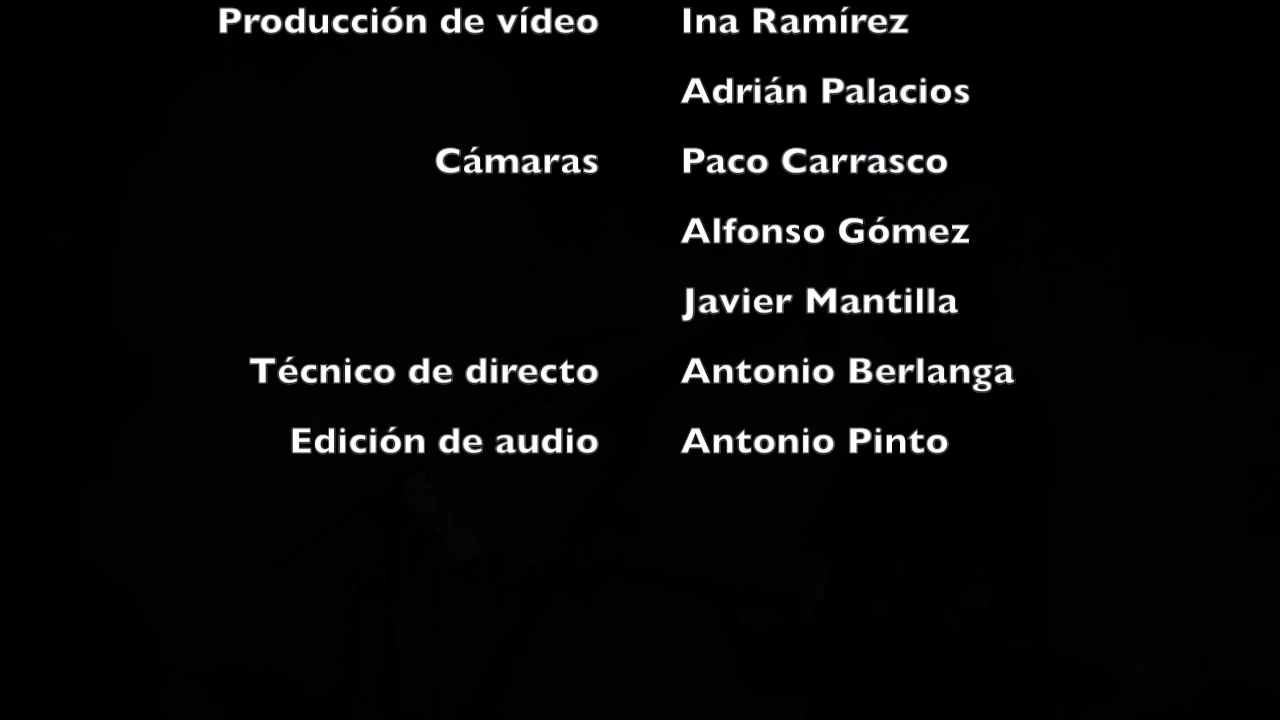 Producción de vídeo Ina Ramírez
Adrián Palacios
Cámaras Paco Carrasco
Alfonso Gómez
Javier Mantilla
Técnico de directo Antonio Berlanga
Edición de audio Antonio Pinto